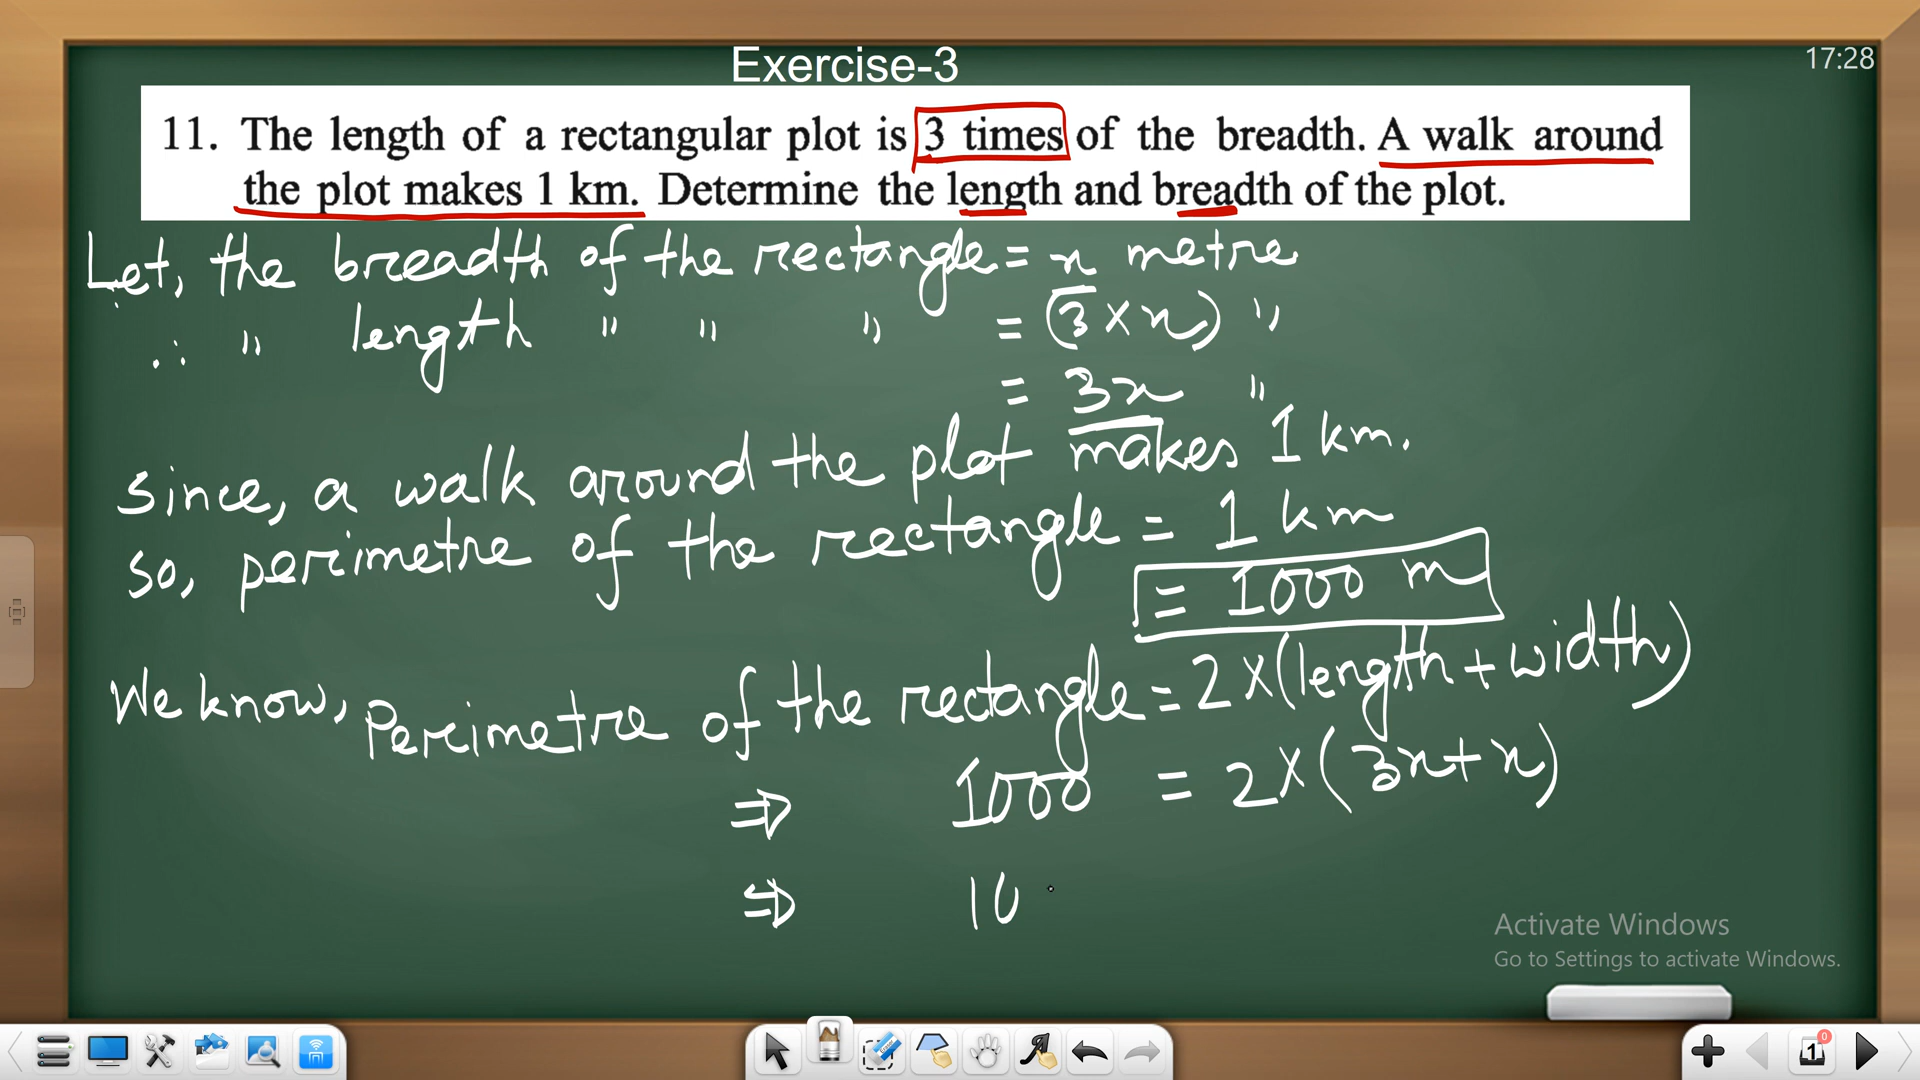 Exercise-3
17:28
11. The length of a rectangular plot is 3 times of the breadth. A walk around
the plot makes 1 km. Determine the length and breadth of the plot.
Let, the breadth of the rectangle = x metre
∴ " length " " " = (3 × x) "
= 3x "
since, a walk around the plot makes 1 km.
so, perimetre of the rectangle = 1 km
= 1000 m
We know, Perimetre of the rectangle = 2 × (length + width)
⇒ 1000 = 2 × (3x + x)
⇒ 10
Activate Windows
Go to Settings to activate Windows.
1
0